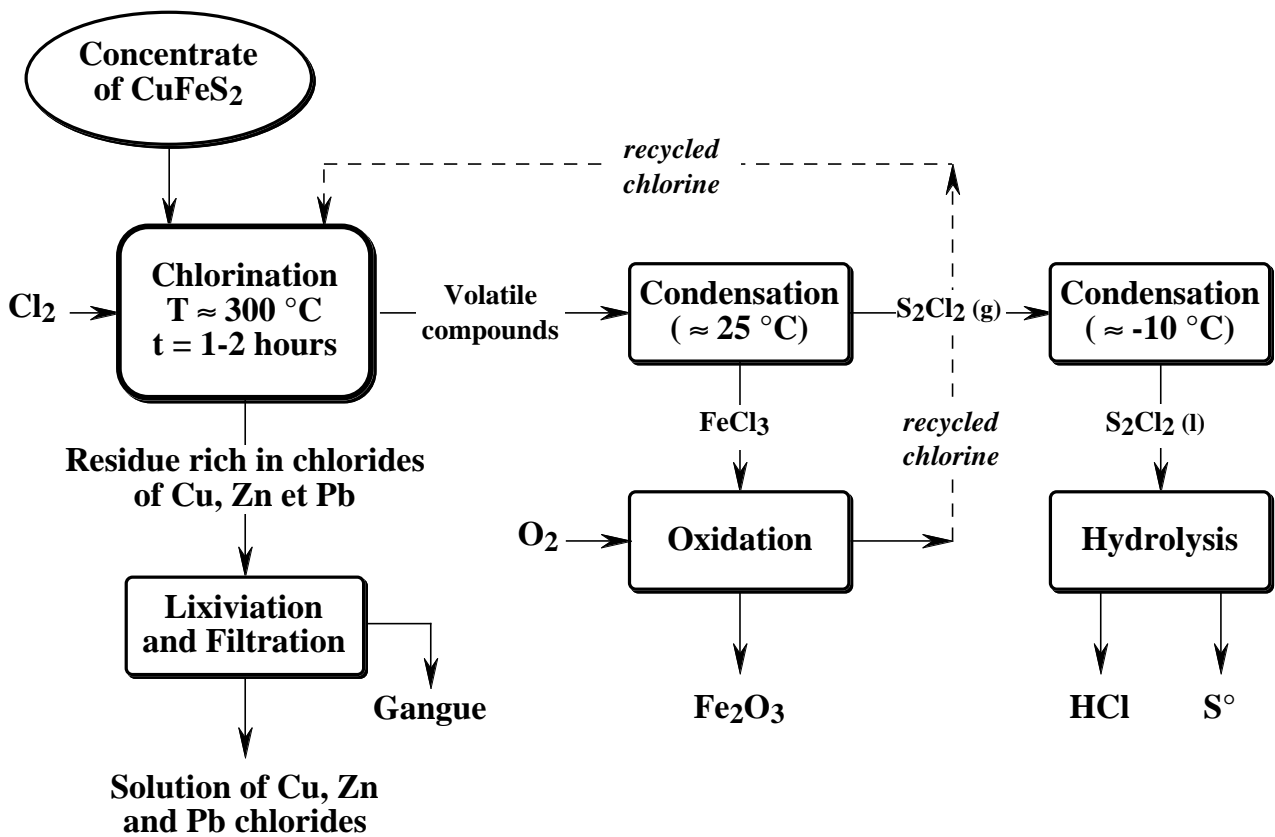 Concentrate
of CuFeS₂
recycled
chlorine
Cl₂
Chlorination
T ≈ 300 °C
t = 1-2 hours
Volatile
compounds
Condensation
( ≈ 25 °C)
S₂Cl₂ (g)
Condensation
( ≈ -10 °C)
FeCl₃
recycled
chlorine
S₂Cl₂ (l)
Residue rich in chlorides
of Cu, Zn et Pb
O₂
Oxidation
Hydrolysis
Lixiviation
and Filtration
Gangue
Fe₂O₃
HCl
S°
Solution of Cu, Zn
and Pb chlorides